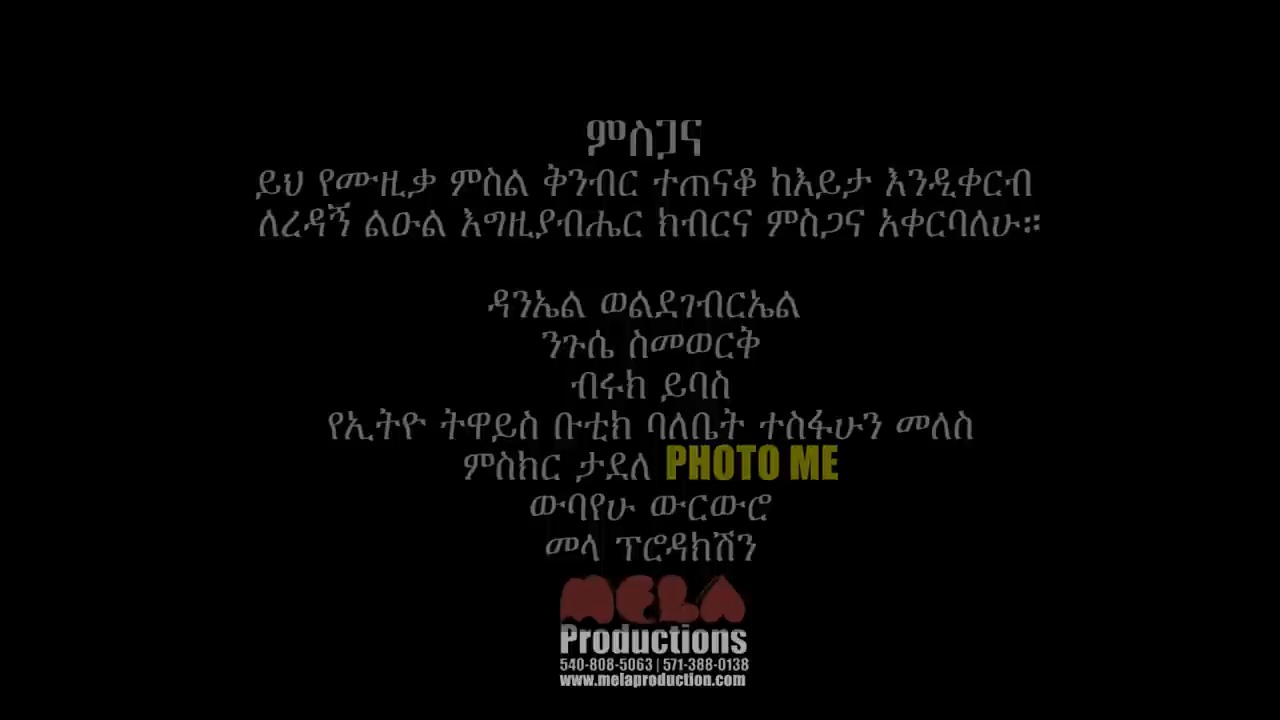 ምስጋና
ይህ የሙዚቃ ምስል ቅንብር ተጠናቆ ከእይታ እንዲቀርብ
ለረዳኝ ልዑል እግዚያብሔር ክብርና ምስጋና አቀርባለሁ።
ዳንኤል ወልደገብርኤል
ንጉሴ ስመወርቅ
ብሩክ ይባስ
የኢትዮ ትዋይስ ቡቲክ ባለቤት ተስፋሁን መለስ
ምስክር ታደለ PHOTO ME
ውባየሁ ውርውሮ
መላ ፕሮዳክሽን
MELA
Productions
540-808-5063 | 571-388-0138
www.melaproduction.com